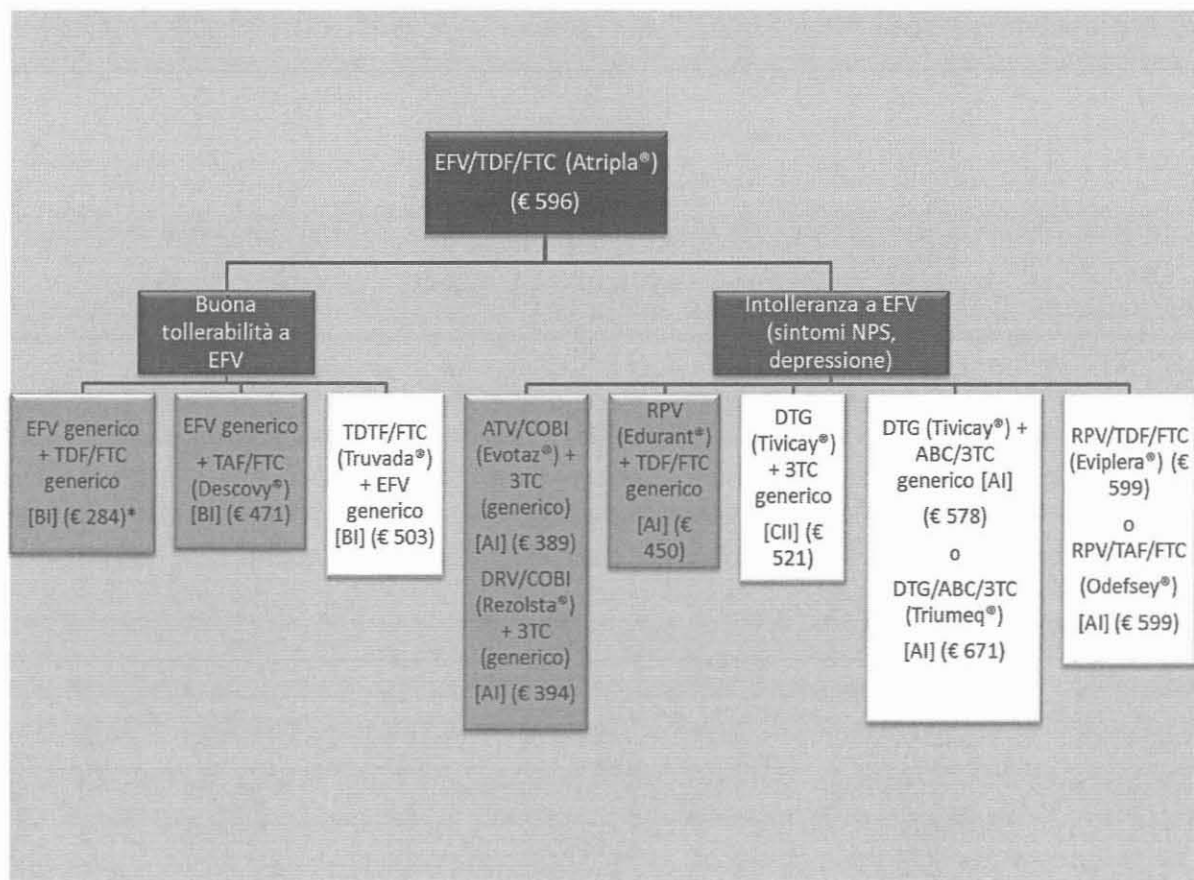 EFV/TDF/FTC (Atripla®)
(€ 596)
Buona
tollerabilità a
EFV
Intolleranza a EFV
(sintomi NPS,
depressione)
EFV generico
+ TDF/FTC
generico
[BI] (€ 284)*
EFV generico
+ TAF/FTC
(Descovy®)
[BI] (€ 471)
TDTF/FTC
(Truvada®)
+ EFV
generico
[BI] (€ 503)
ATV/COBI
(Evotaz®) +
3TC
(generico)
[AI] (€ 389)
DRV/COBI
(Rezolsta®)
+ 3TC
(generico)
[AI] (€ 394)
RPV
(Edurant®)
+ TDF/FTC
generico
[AI] (€
450)
DTG
(Tivicay®)
+ 3TC
generico
[CII] (€
521)
DTG (Tivicay®) +
ABC/3TC
generico [AI]
(€ 578)
o
DTG/ABC/3TC
(Triumeq®)
[AI] (€ 671)
RPV/TDF/FTC
(Eviplera®) (€
599)
o
RPV/TAF/FTC
(Odefsey®)
[AI] (€ 599)